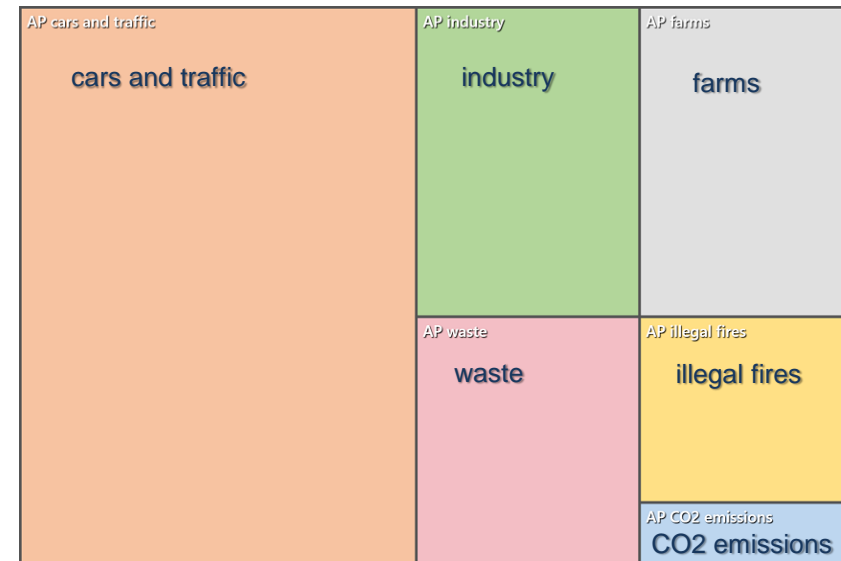 AP cars and traffic
cars and traffic
AP industry
industry
AP farms
farms
AP waste
waste
AP illegal fires
illegal fires
AP CO2 emissions
CO2 emissions